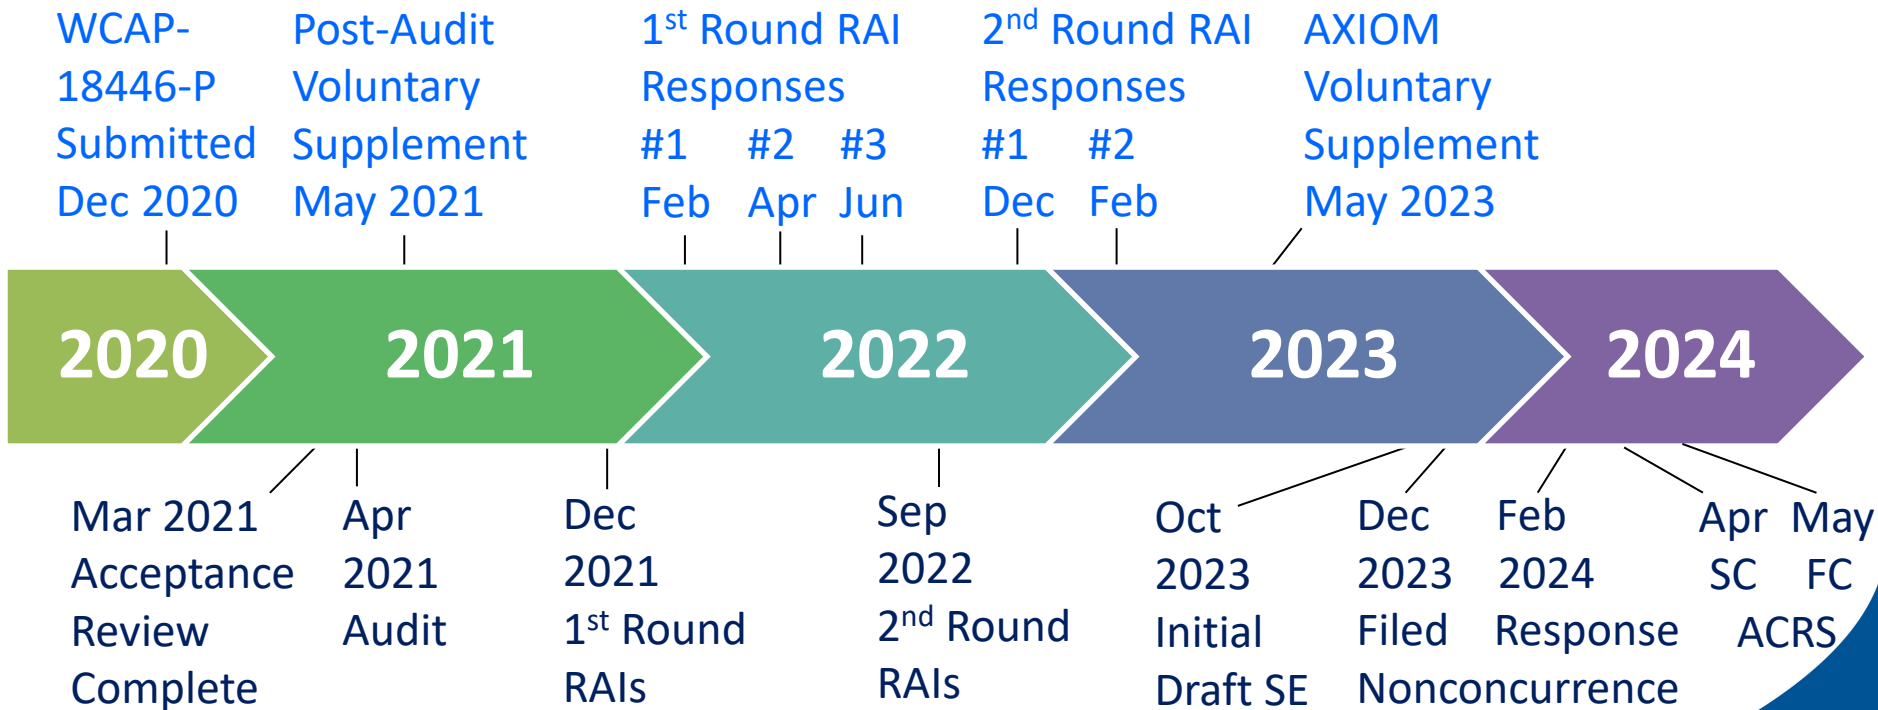 WCAP-
18446-P
Submitted
Dec 2020
Post-Audit
Voluntary
Supplement
May 2021
1st Round RAI
Responses
#1 #2 #3
Feb Apr Jun
2nd Round RAI
Responses
#1 #2
Dec Feb
AXIOM
Voluntary
Supplement
May 2023
2020 2021 2022 2023 2024
Mar 2021
Acceptance
Review
Complete
Apr
2021
Audit
Dec
2021
1st Round
RAIs
Sep
2022
2nd Round
RAIs
Oct
2023
Initial
Draft SE
Dec Feb
2023 2024
Filed Response
Nonconcurrence
Apr May
SC FC
ACRS